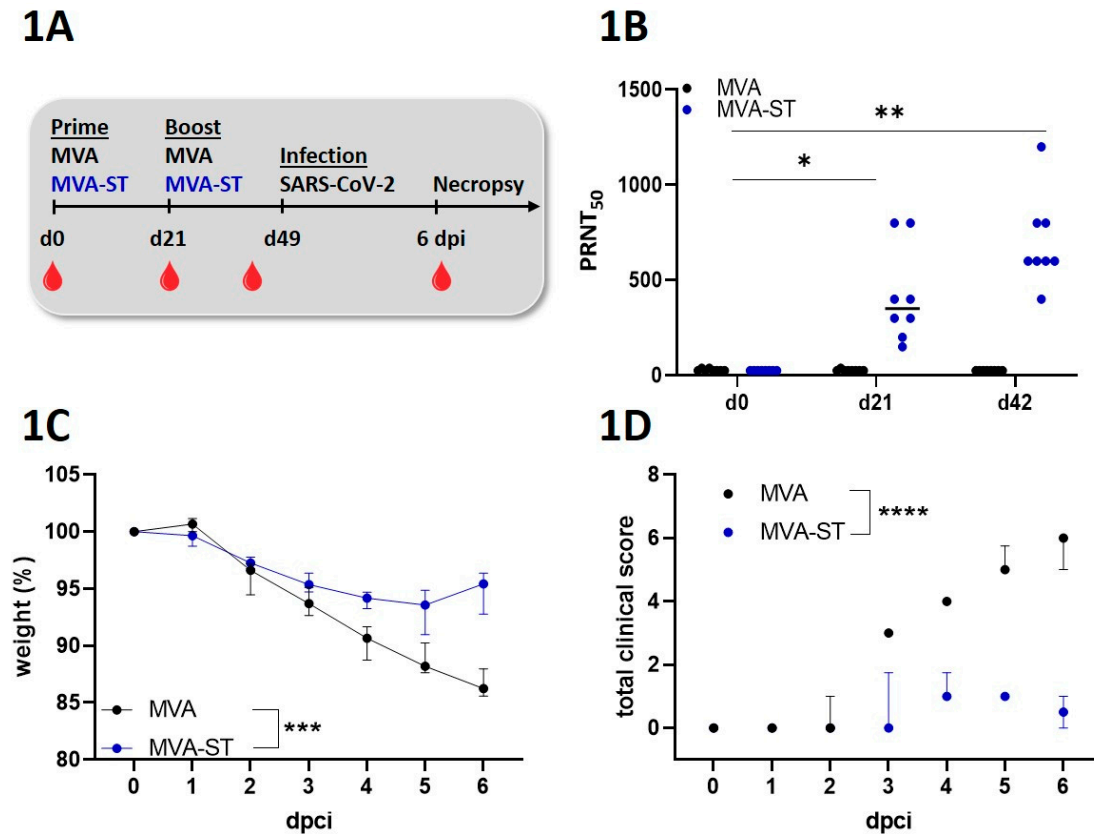 1A
Prime
MVA
MVA-ST
Boost
MVA
MVA-ST
Infection
SARS-CoV-2
Necropsy
d0
d21
d49
6 dpi
1B
MVA
MVA-ST
**
*
PRNT50
1500
1000
500
0
d0
d21
d42
1C
weight (%)
105
100
95
90
85
80
MVA
MVA-ST
***
0 1 2 3 4 5 6
dpci
1D
total clinical score
8
6
4
2
0
MVA
MVA-ST
****
0 1 2 3 4 5 6
dpci